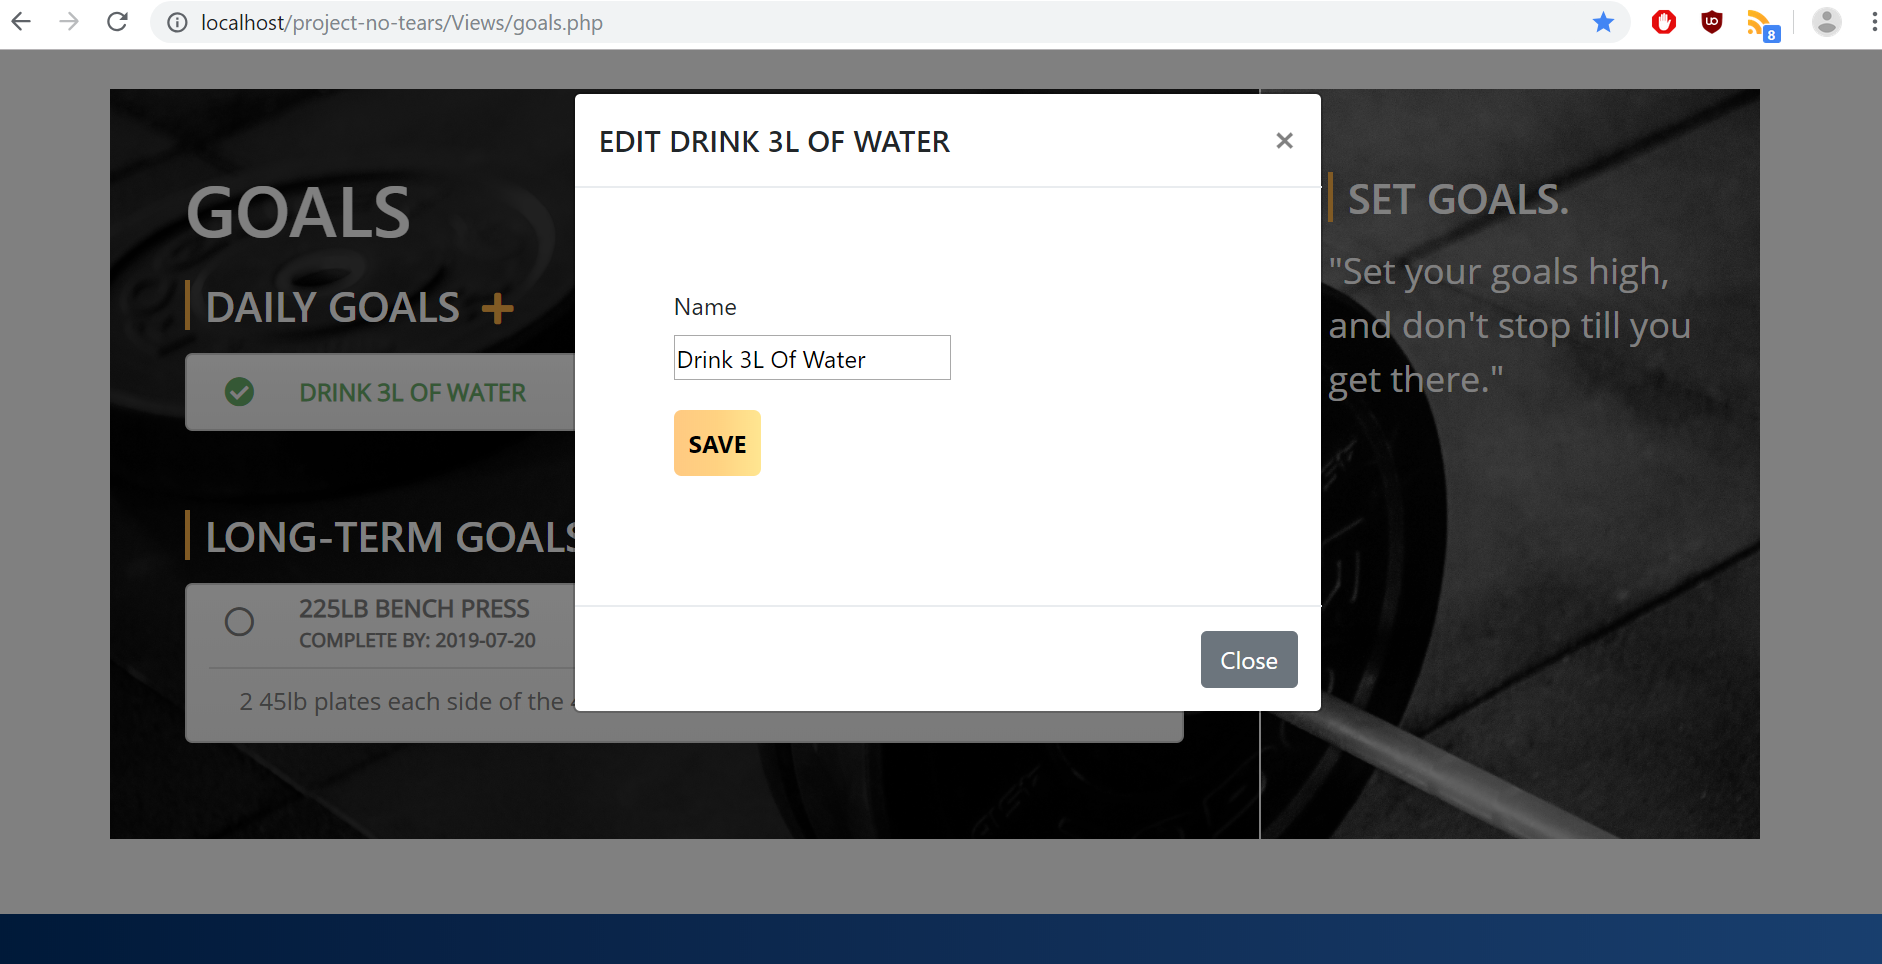 localhost/project-no-tears/Views/goals.php
8
EDIT DRINK 3L OF WATER
×
Name
Drink 3L Of Water
SAVE
Close
GOALS
DAILY GOALS
DRINK 3L OF WATER
LONG-TERM GOALS
225LB BENCH PRESS
COMPLETE BY: 2019-07-20
2 45lb plates each side of the
SET GOALS.
"Set your goals high,
and don't stop till you
get there."